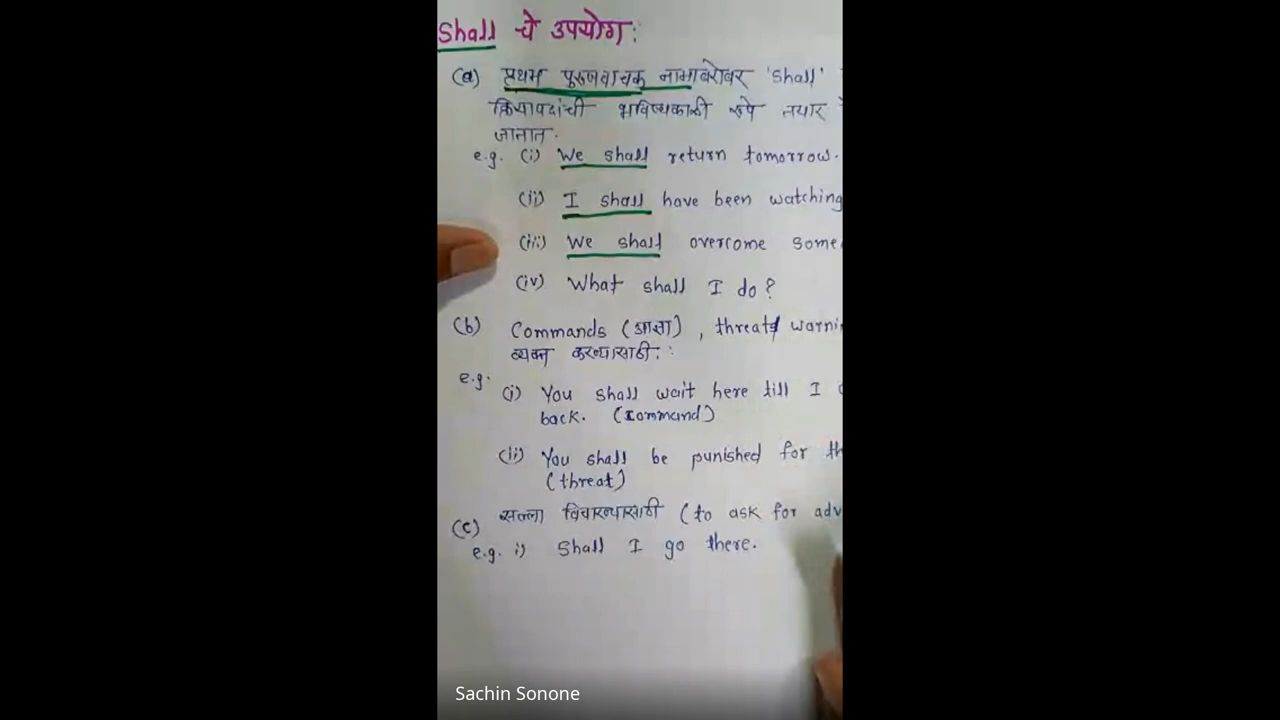 Shall चे उपयोग:
(a) प्रथम पुरुषवाचक नामाबरोबर 'shall'
क्रियापदांची भविष्यकाळी रुपे तयार
जातात.
e.g. (i) We shall return tomorrow.
(ii) I shall have been watching
(iii) We shall overcome some
(iv) What shall I do?
(b) Commands (आज्ञा), threats warni
व्यक्त करण्यासाठी:
e.g.
(i) You shall wait here till I
back. (command)
(ii) You shall be punished for th
(threat)
(c) सल्ला विचारण्यासाठी (to ask for adv
e.g. i) Shall I go there.
Sachin Sonone